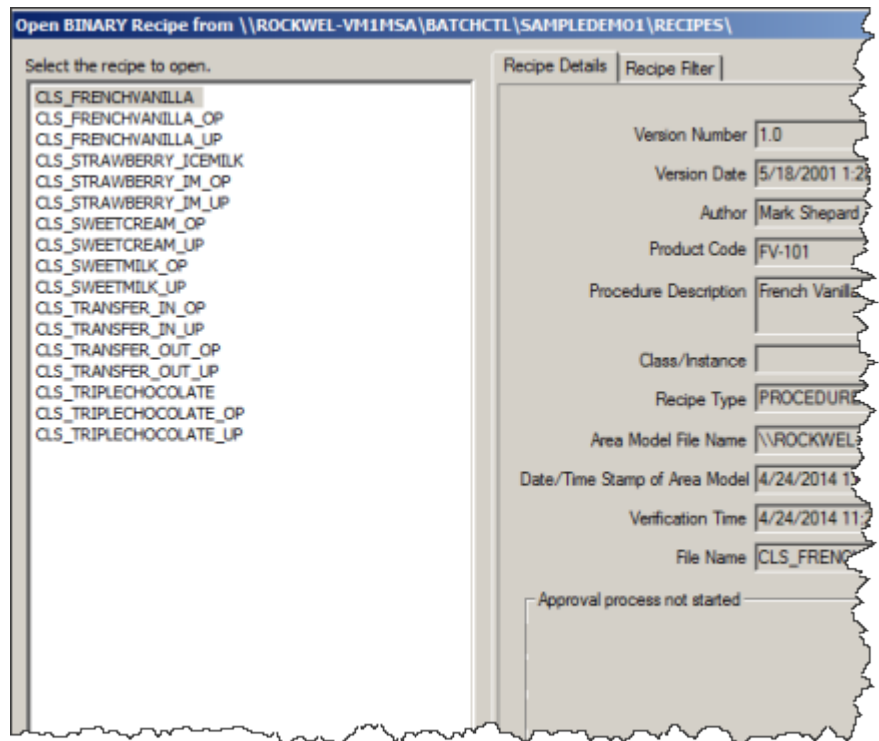 Open BINARY Recipe from \\ROCKWEL-VM1MSA\BATCHCTL\SAMPLEDEMO1\RECIPES\
Select the recipe to open.
CLS_FRENCHVANILLA
CLS_FRENCHVANILLA_OP
CLS_FRENCHVANILLA_UP
CLS_STRAWBERRY_ICEMILK
CLS_STRAWBERRY_IM_OP
CLS_STRAWBERRY_IM_UP
CLS_SWEETCREAM_OP
CLS_SWEETCREAM_UP
CLS_SWEETMILK_OP
CLS_SWEETMILK_UP
CLS_TRANSFER_IN_OP
CLS_TRANSFER_IN_UP
CLS_TRANSFER_OUT_OP
CLS_TRANSFER_OUT_UP
CLS_TRIPLECHOCOLATE
CLS_TRIPLECHOCOLATE_OP
CLS_TRIPLECHOCOLATE_UP
Recipe Details Recipe Filter
Version Number 1.0
Version Date 5/18/2001
Author Mark Shepard
Product Code FV-101
Procedure Description French
Class/Instance
Recipe Type PROCEDURE
Area Model File Name
Date/Time Stamp of Area Model 4/24/2014
Verification Time 4/24/2014
File Name
Approval process not started